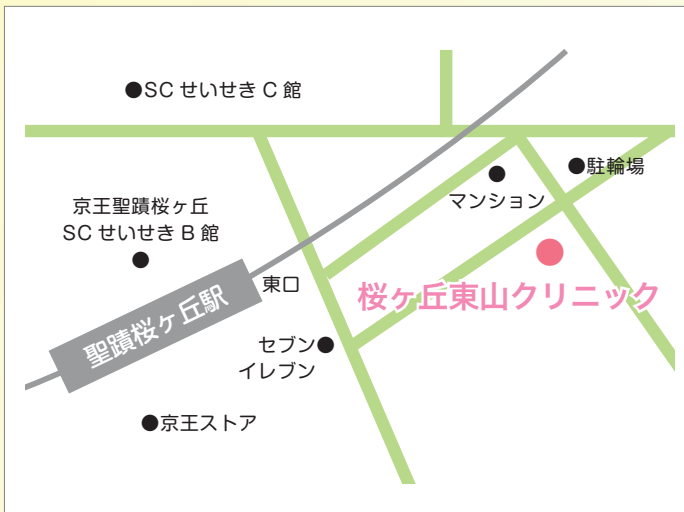 ●SC せいせき C 館
●駐輪場
マンション
京王聖蹟桜ヶ丘
SC せいせき B 館
東口
聖蹟桜ヶ丘駅
桜ヶ丘東山クリニック
セブン
イレブン
●京王ストア